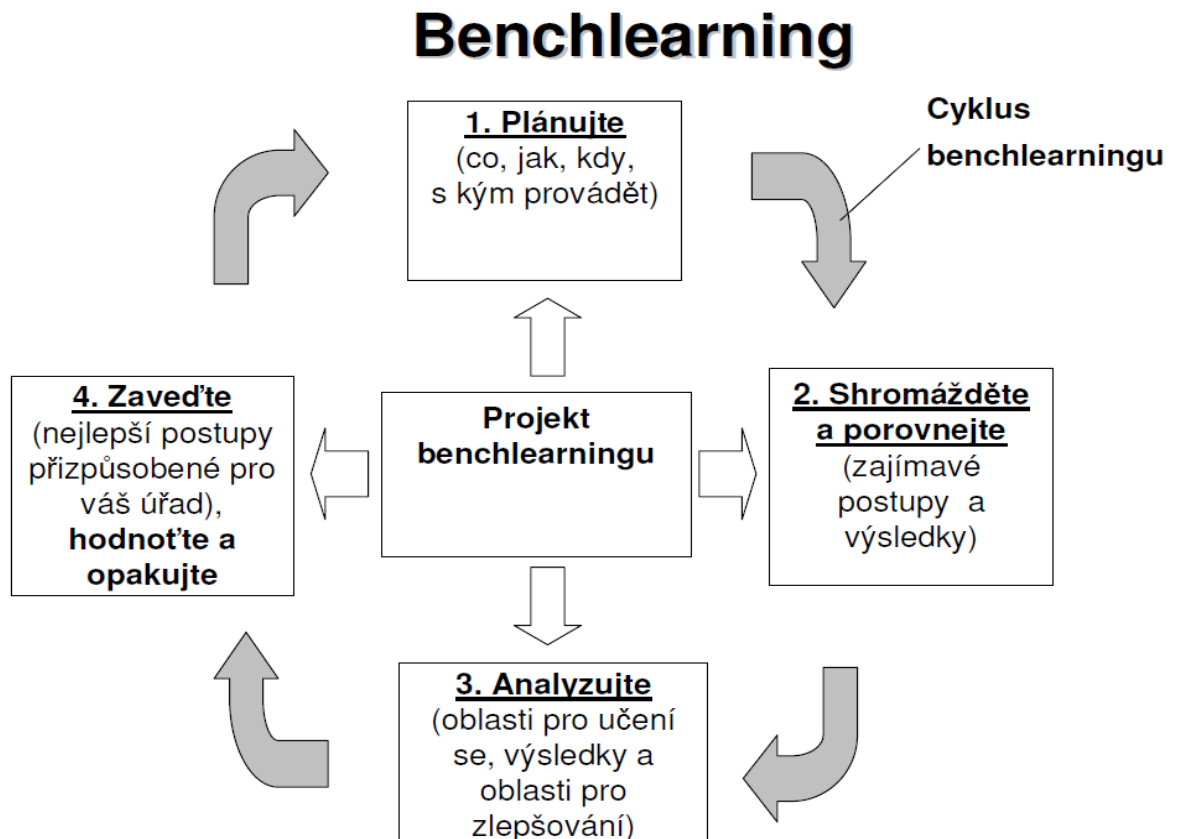 Benchlearning
1. Plánujte
(co, jak, kdy,
s kým provádět)
Cyklus
benchlearningu
4. Zaveďte
(nejlepší postupy
přizpůsobené pro
váš úřad),
hodnoťte a
opakujte
Projekt
benchlearningu
2. Shromážděte
a porovnejte
(zajímavé
postupy a
výsledky)
3. Analyzujte
(oblasti pro učení
se, výsledky a
oblasti pro
zlepšování)